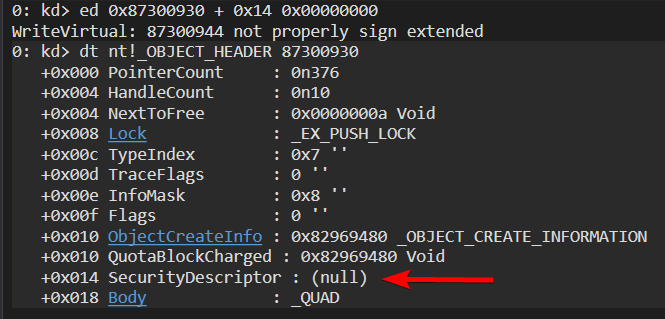 0: kd> ed 0x87300930 + 0x14 0x00000000
WriteVirtual: 87300944 not properly sign extended
0: kd> dt nt!_OBJECT_HEADER 87300930
+0x000 PointerCount : 0n376
+0x004 HandleCount : 0n10
+0x004 NextToFree : 0x0000000a Void
+0x008 Lock : _EX_PUSH_LOCK
+0x00c TypeIndex : 0x7 ''
+0x00d TraceFlags : 0 ''
+0x00e InfoMask : 0x8 ''
+0x00f Flags : 0 ''
+0x010 ObjectCreateInfo : 0x82969480 _OBJECT_CREATE_INFORMATION
+0x010 QuotaBlockCharged : 0x82969480 Void
+0x014 SecurityDescriptor : (null)
+0x018 Body : _QUAD